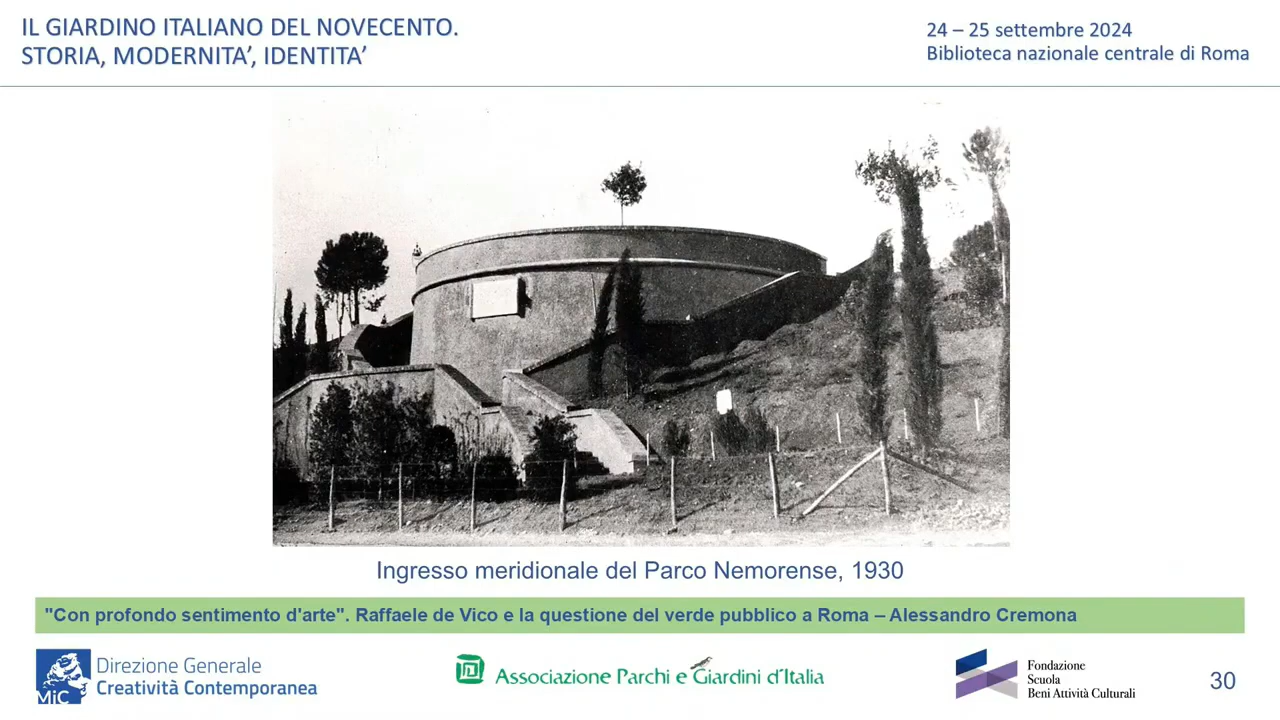 IL GIARDINO ITALIANO DEL NOVECENTO.
STORIA, MODERNITA’, IDENTITA’
24 – 25 settembre 2024
Biblioteca nazionale centrale di Roma
Ingresso meridionale del Parco Nemorense, 1930
"Con profondo sentimento d'arte". Raffaele de Vico e la questione del verde pubblico a Roma – Alessandro Cremona
MiC
Direzione Generale
Creatività Contemporanea
Associazione Parchi e Giardini d'Italia
Fondazione
Scuola
Beni Attività Culturali
30